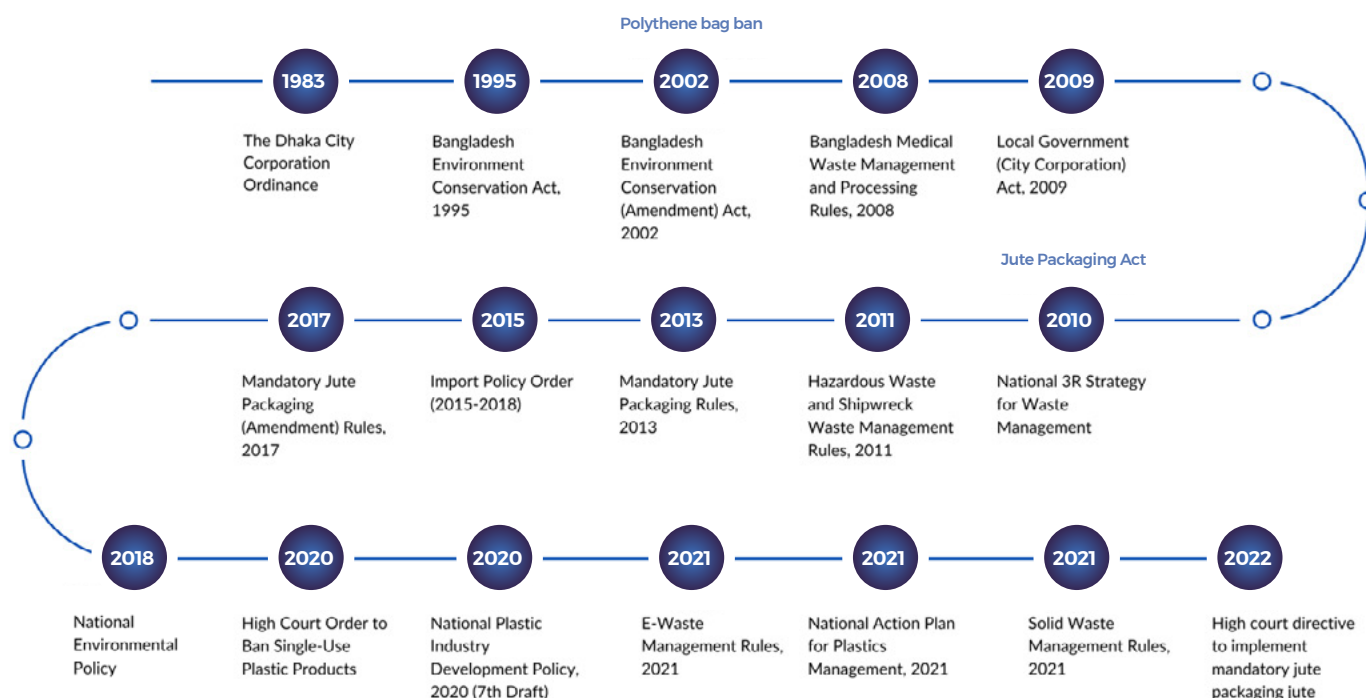 Polythene bag ban
1983
1995
2002
2008
2009
The Dhaka City
Corporation
Ordinance
Bangladesh
Environment
Conservation Act,
1995
Bangladesh
Environment
Conservation
(Amendment) Act,
2002
Bangladesh Medical
Waste Management
and Processing
Rules, 2008
Local Government
(City Corporation)
Act, 2009
Jute Packaging Act
2017
2015
2013
2011
2010
Mandatory Jute
Packaging
(Amendment) Rules,
2017
Import Policy Order
(2015-2018)
Mandatory Jute
Packaging Rules,
2013
Hazardous Waste
and Shipwreck
Waste Management
Rules, 2011
National 3R Strategy
for Waste
Management
2018
2020
2020
2021
2021
2021
2022
National
Environmental
Policy
High Court Order to
Ban Single-Use
Plastic Products
National Plastic
Industry
Development Policy,
2020 (7th Draft)
E-Waste
Management Rules,
2021
National Action Plan
for Plastics
Management, 2021
Solid Waste
Management Rules,
2021
High court directive
to implement
mandatory jute
packaging jute